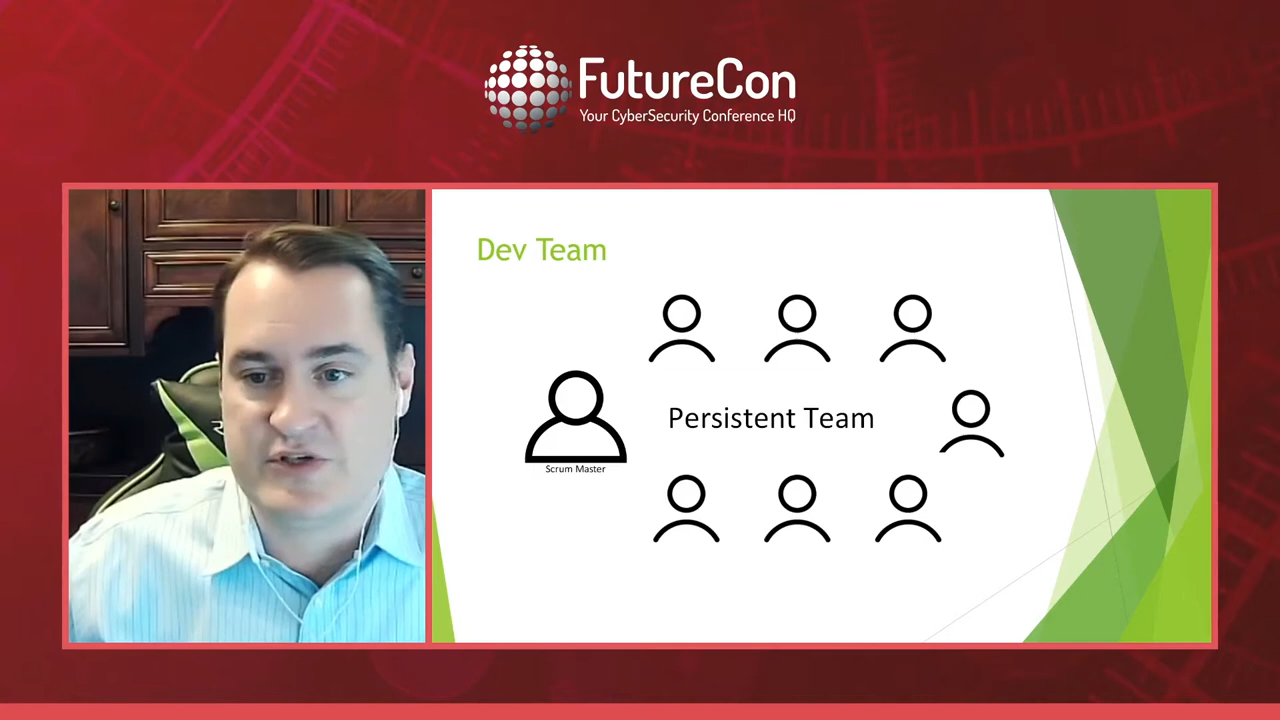 FutureCon
Your CyberSecurity Conference HQ
Dev Team
Persistent Team
Scrum Master